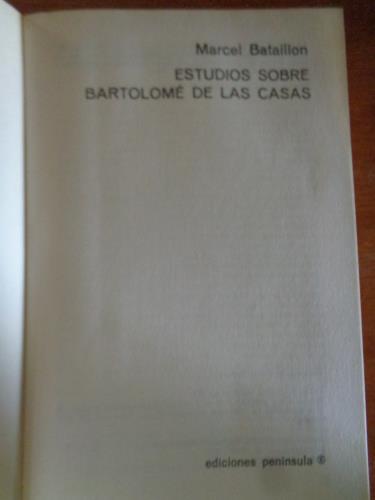 Marcel Bataillon
ESTUDIOS SOBRE
BARTOLOMÉ DE LAS CASAS
ediciones península